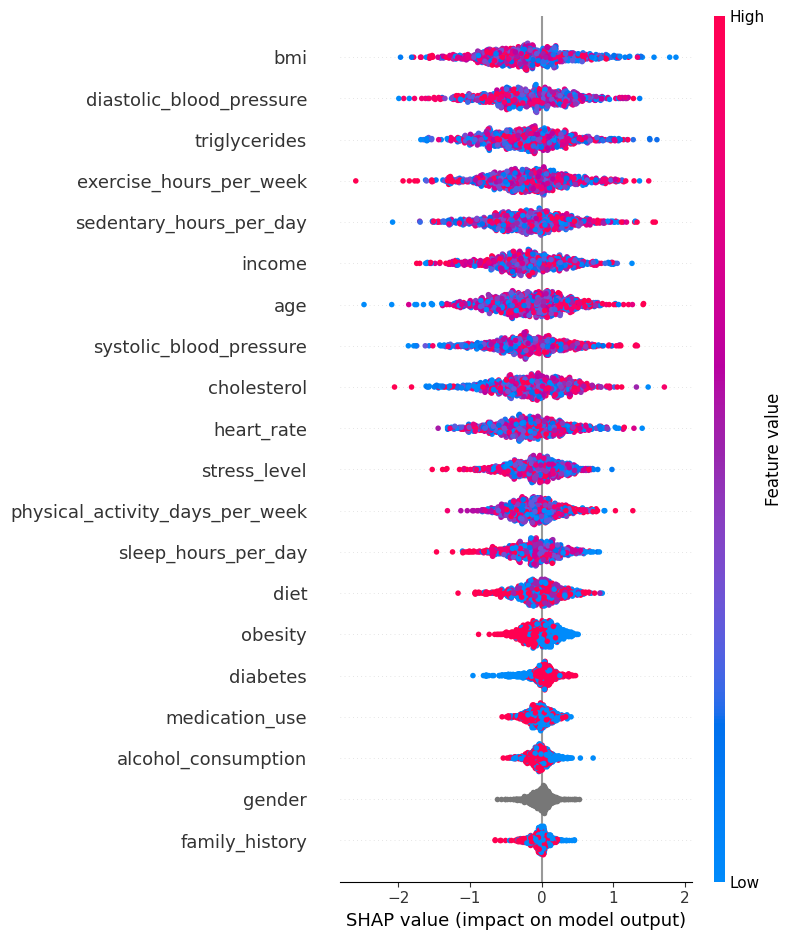 High
bmi
diastolic_blood_pressure
triglycerides
exercise_hours_per_week
sedentary_hours_per_day
income
age
systolic_blood_pressure
cholesterol
heart_rate
stress_level
physical_activity_days_per_week
sleep_hours_per_day
diet
obesity
diabetes
medication_use
alcohol_consumption
gender
family_history
Feature value
Low
−2 −1 0 1 2
SHAP value (impact on model output)